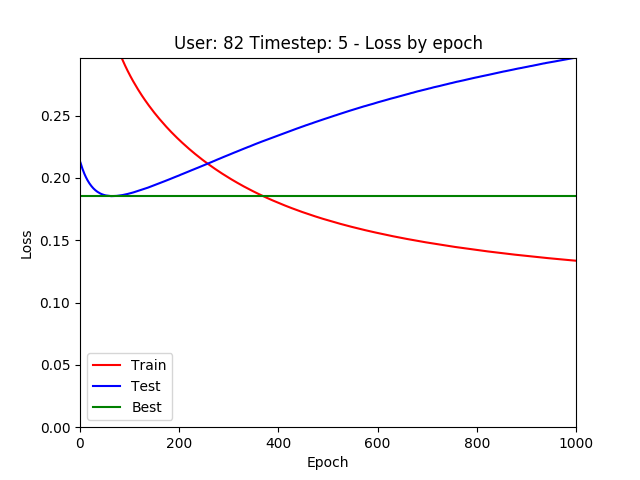 User: 82 Timestep: 5 - Loss by epoch
Loss
0.25
0.20
0.15
0.10
0.05
0.00
Train
Test
Best
0 200 400 600 800 1000
Epoch